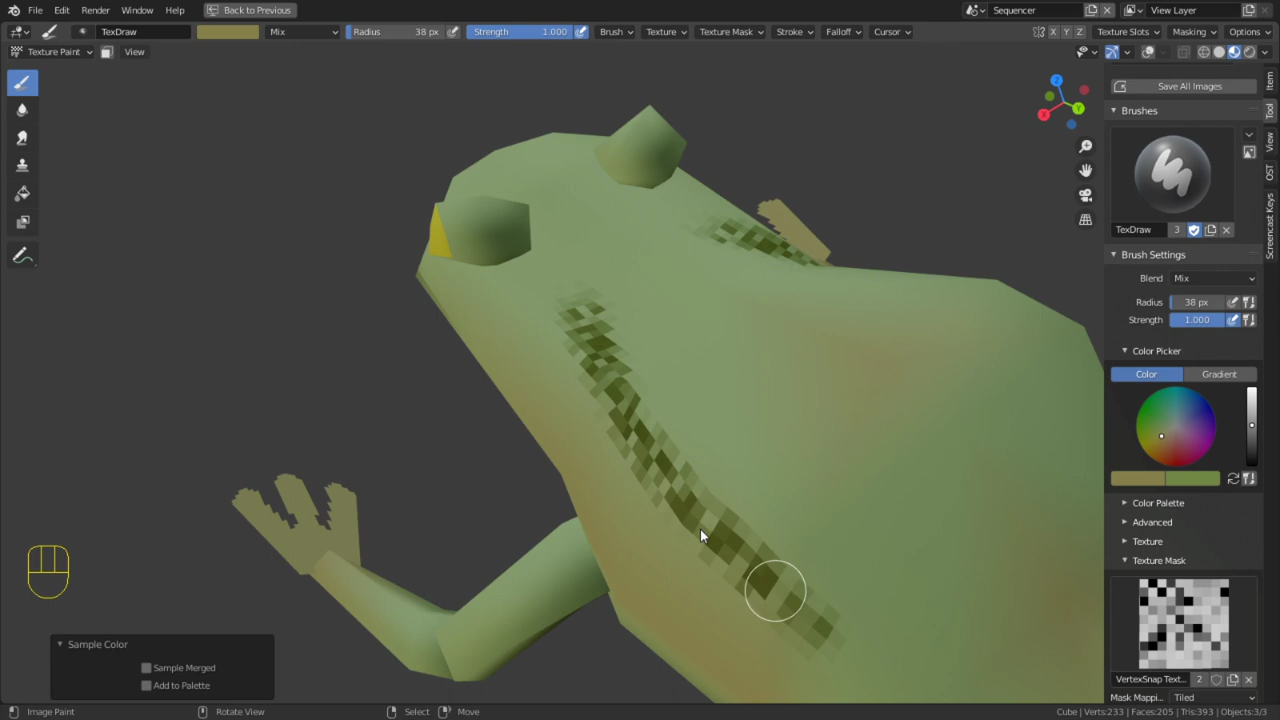 File Edit Render Window Help Back to Previous Sequencer View Layer
TexDraw Mix Radius 38 px Strength 1.000 Brush Texture Texture Mask Stroke Falloff Cursor X Y Z Texture Slots Masking Options
Texture Paint View
Z
X
Y
Save All Images
Brushes
TexDraw 3
Brush Settings
Blend Mix
Radius 38 px
Strength 1.000
Color Picker
Color Gradient
Color Palette
Advanced
Texture
Texture Mask
VertexSnap Text... 2
Mask Mappi... Tiled
Item
Tool
View
OST
Screencast Keys
Sample Color
Sample Merged
Add to Palette
Image Paint Rotate View Select Move Cube | Verts:233 | Faces:205 | Tris:393 | Objects:3/3